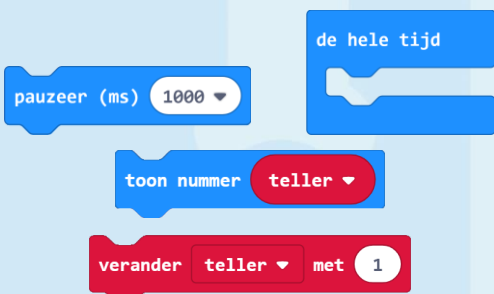 de hele tijd
pauzeer (ms) 1000
toon nummer teller
verander teller met 1